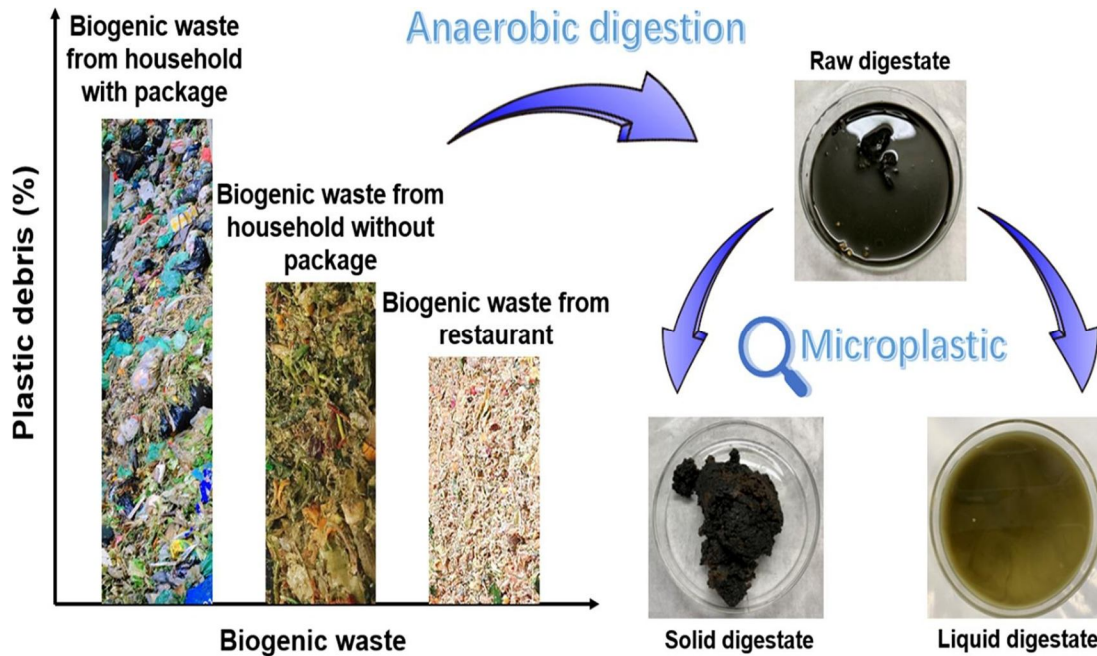 Biogenic waste
from household
with package
Anaerobic digestion
Raw digestate
Biogenic waste from
household without
package
Biogenic waste from
restaurant
Plastic debris (%)
Microplastic
Biogenic waste
Solid digestate
Liquid digestate